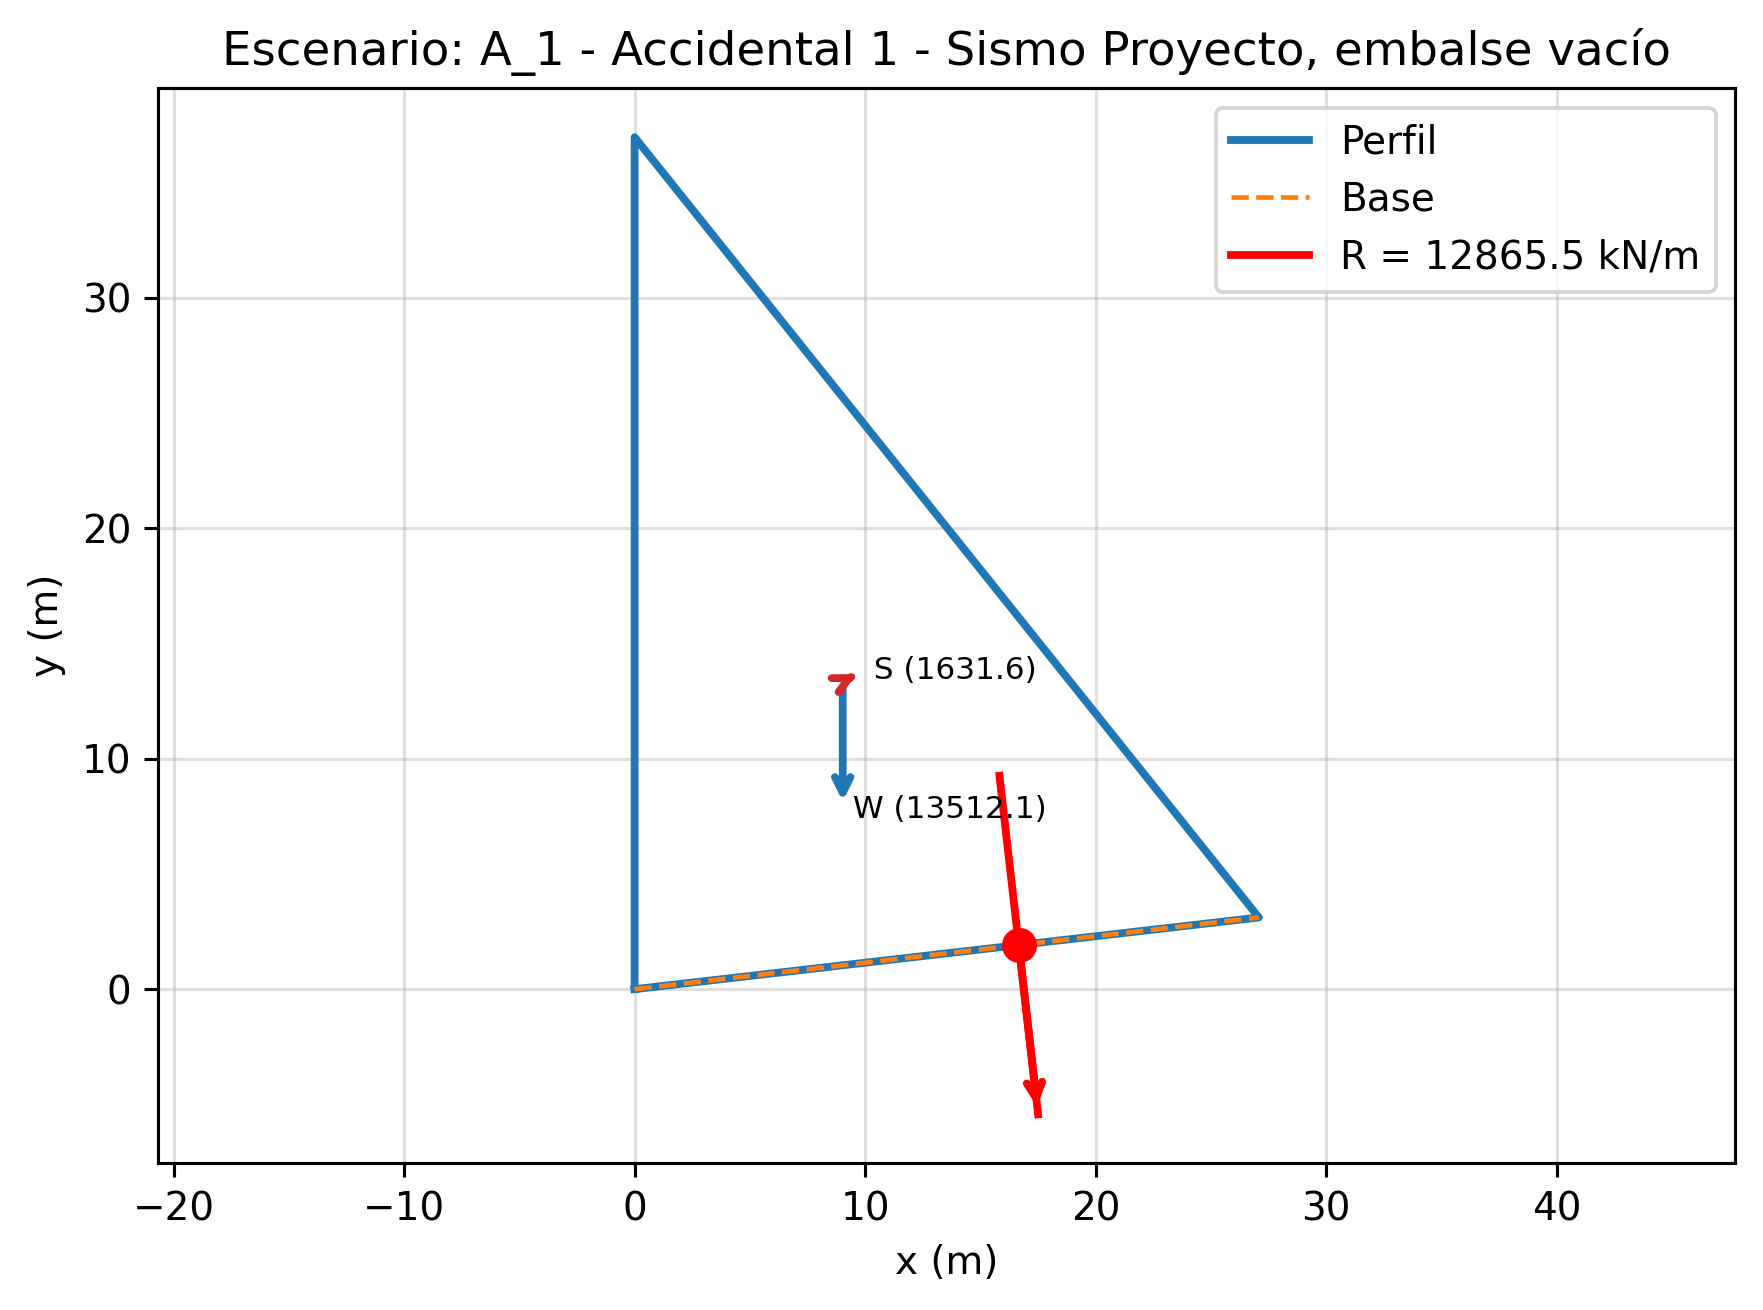 Escenario: A_1 - Accidental 1 - Sismo Proyecto, embalse vacío
Perfil
Base
R = 12865.5 kN/m
30
20
10
0
y (m)
S (1631.6)
W (13512.1)
−20
−10
0
10
20
30
40
x (m)